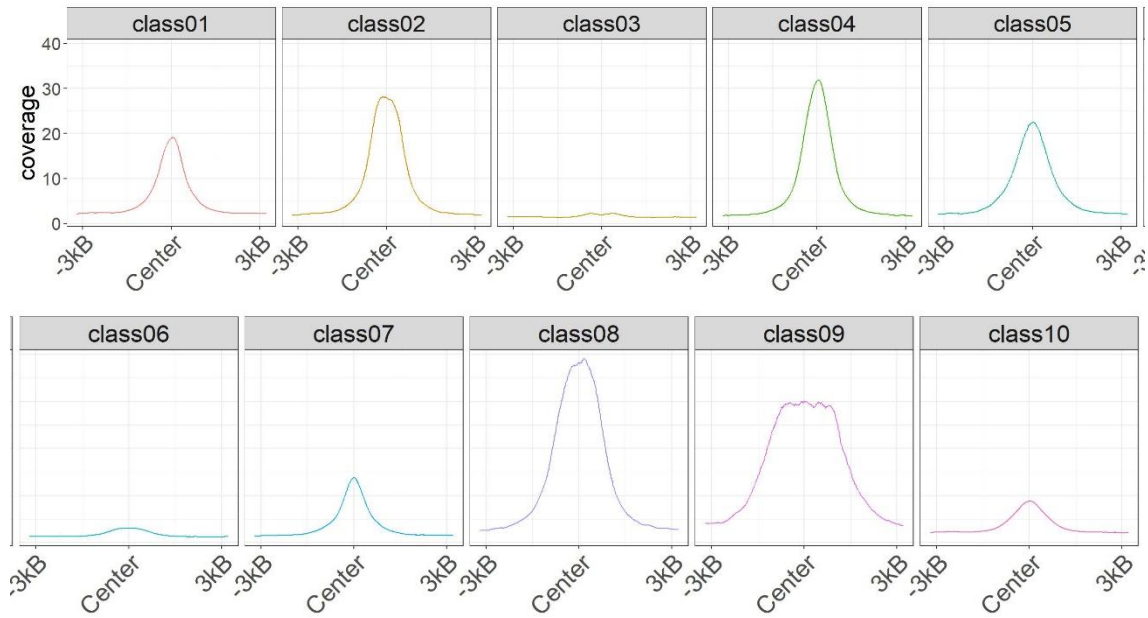 class01 class02 class03 class04 class05
40
30
20
10
0
coverage
-3kB Center 3kB -3kB Center 3kB -3kB Center 3kB -3kB Center 3kB -3kB Center 3kB
class06 class07 class08 class09 class10
-3kB Center 3kB -3kB Center 3kB -3kB Center 3kB -3kB Center 3kB -3kB Center 3kB